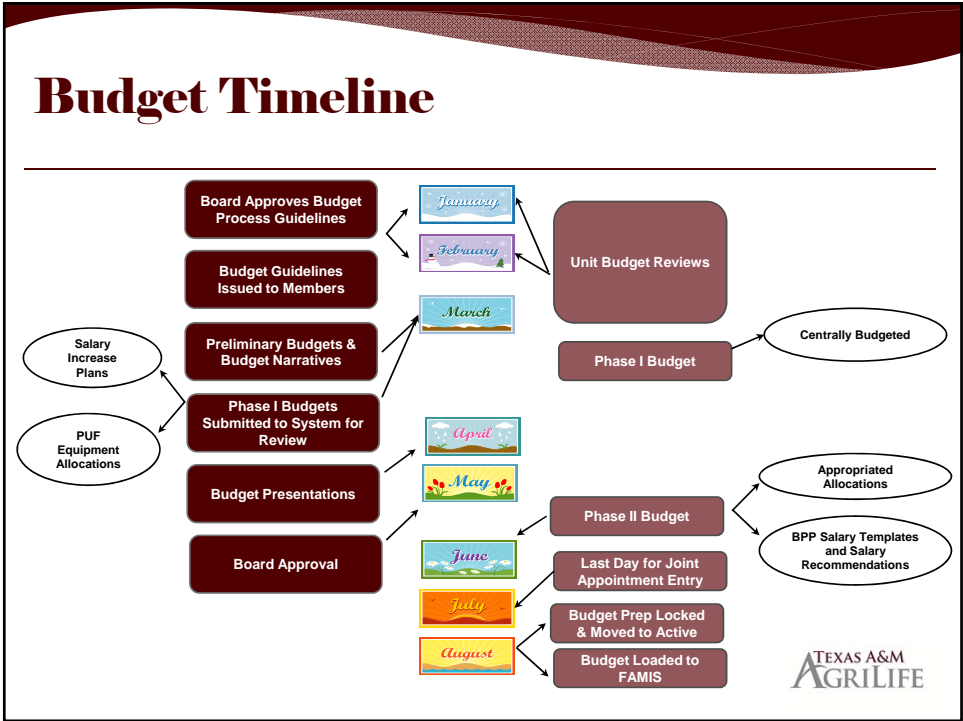 Budget Timeline
Board Approves Budget
Process Guidelines
Budget Guidelines
Issued to Members
Preliminary Budgets &
Budget Narratives
Phase I Budgets
Submitted to System for
Review
Budget Presentations
Board Approval
Salary
Increase
Plans
PUF
Equipment
Allocations
January
February
March
April
May
June
July
August
Unit Budget Reviews
Phase I Budget
Centrally Budgeted
Phase II Budget
Appropriated
Allocations
BPP Salary Templates
and Salary
Recommendations
Last Day for Joint
Appointment Entry
Budget Prep Locked
& Moved to Active
Budget Loaded to
FAMIS
TEXAS A&M
AGRILIFE